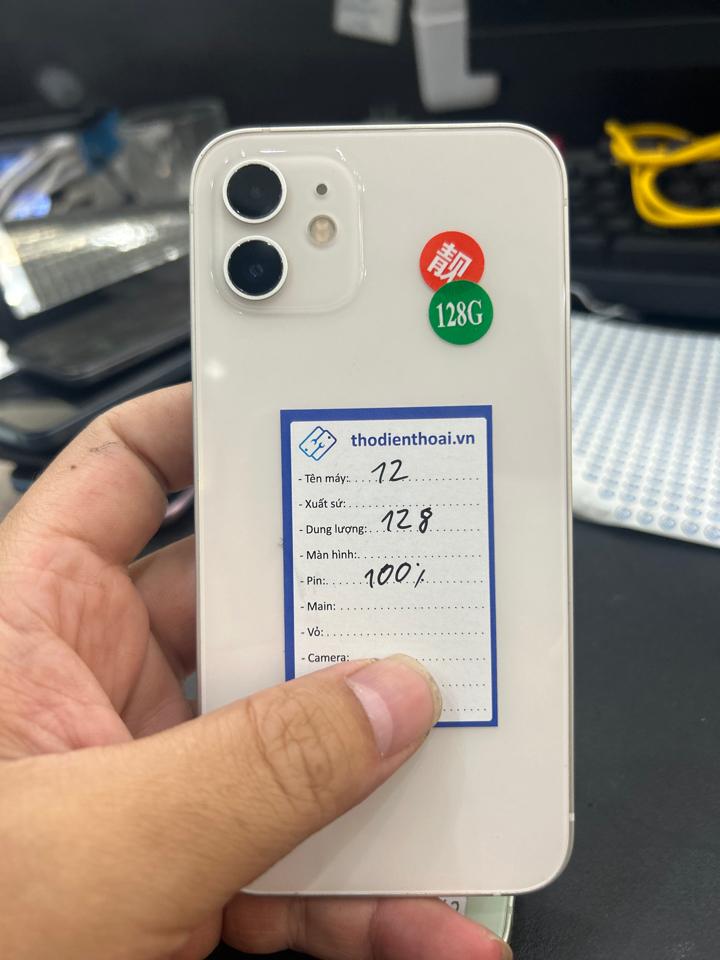 靓
128G
thodienthoai.vn
- Tên máy: 12
- Xuất sứ:
- Dung lượng: 128
- Màn hình:
- Pin: 100%
- Main:
- Vỏ:
- Camera: